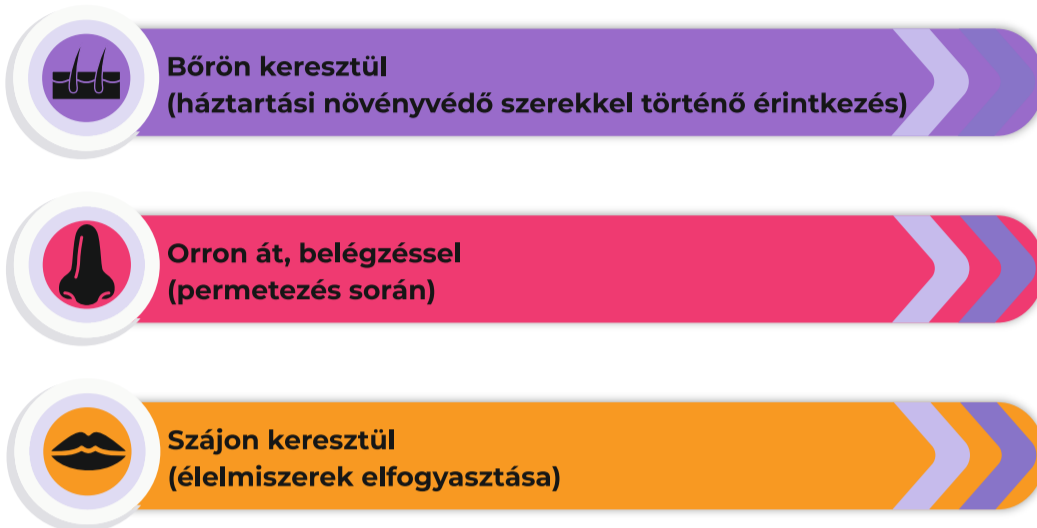 Bőrön keresztül
(háztartási növényvédő szerekkel történő érintkezés)
Orron át, belégzéssel
(permetezés során)
Szájon keresztül
(élelmiszerek elfogyasztása)